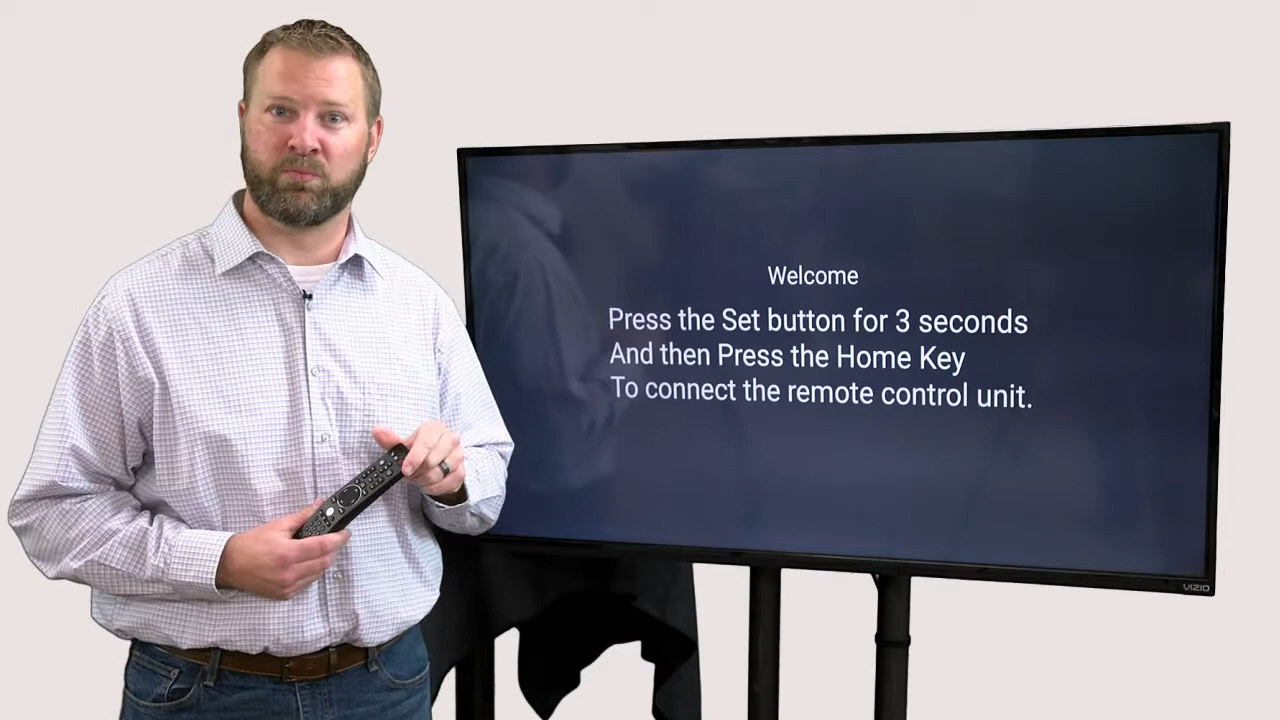 Welcome
Press the Set button for 3 seconds
And then Press the Home Key
To connect the remote control unit.
VIZIO